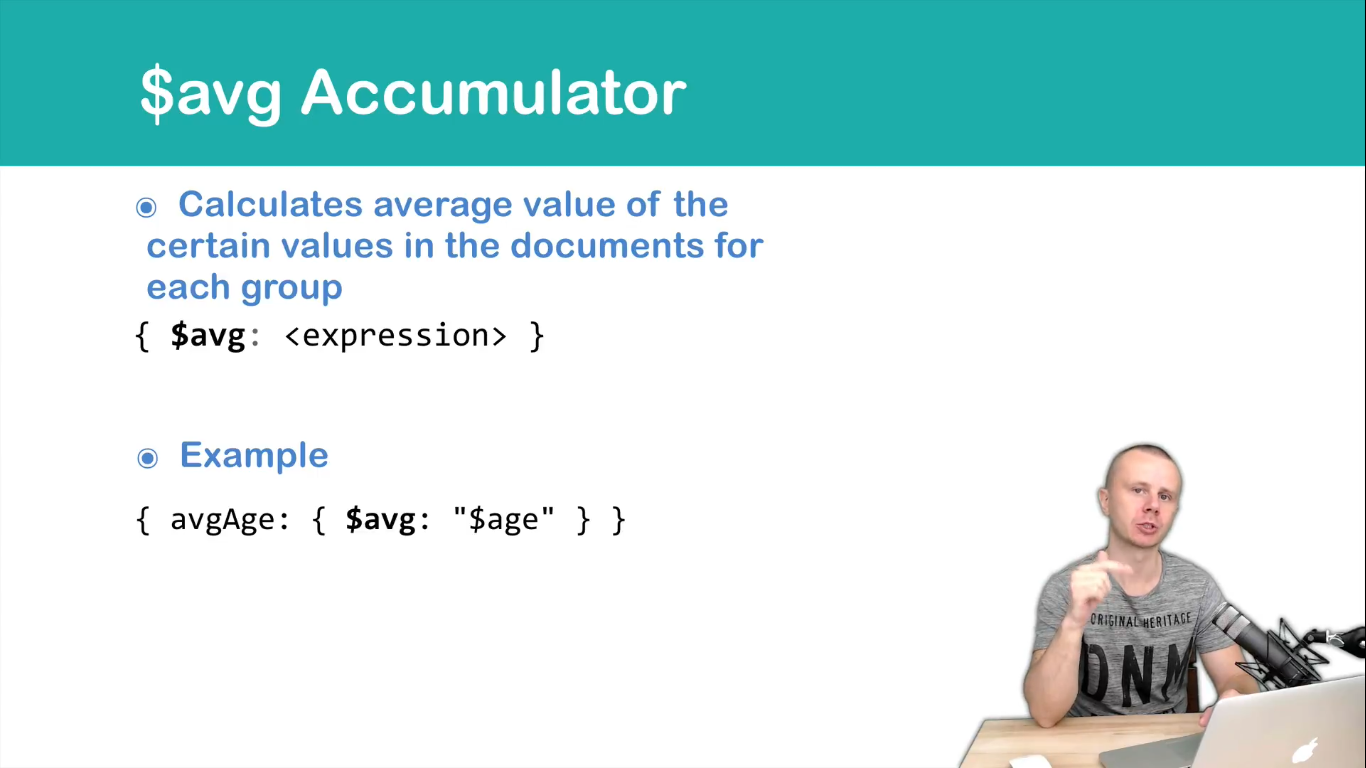 $avg Accumulator
◉ Calculates average value of the
certain values in the documents for
each group
{ $avg: <expression> }
◉ Example
{ avgAge: { $avg: "$age" } }
ORIGINAL HERITAGE
DNM